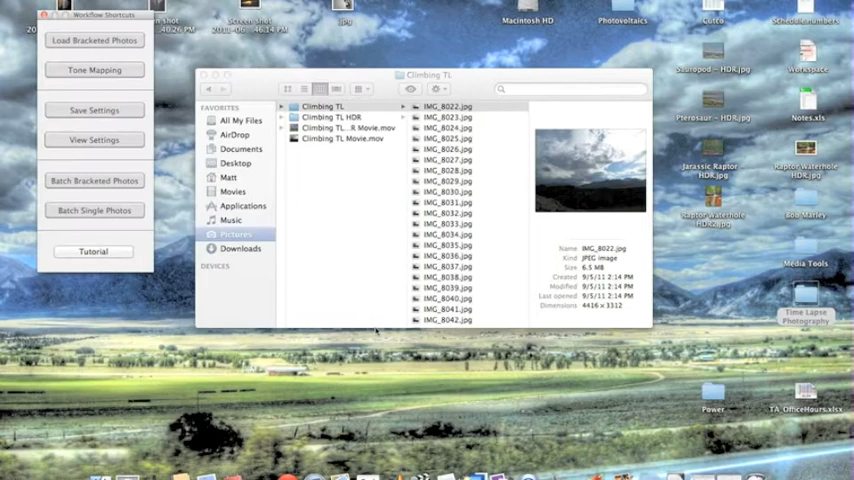 Workflow Shortcuts
Load Bracketed Photos
Tone Mapping
Save Settings
View Settings
Batch Bracketed Photos
Batch Single Photos
Tutorial
Screen shot
.jpg
Macintosh HD
Photovoltaics
Cutco
Schedule.numbers
Sauropod – HDR.jpg
Workspace
Pterosaur – HDR.jpg
Notes.xls
Jurassic Raptor – HDR.jpg
Raptor Waterhole HDR.jpg
Raptor Waterhole HDR2.jpg
Bob Marley
Media Tools
Time Lapse Photography
Power
TA_OfficeHours.xlsx
Climbing TL
FAVORITES
All My Files
AirDrop
Documents
Desktop
Matt
Applications
Movies
Music
Pictures
Downloads
DEVICES
Climbing TL
Climbing TL HDR
Climbing TL...R Movie.mov
Climbing TL Movie.mov
IMG_8022.jpg
IMG_8023.jpg
IMG_8024.jpg
IMG_8025.jpg
IMG_8026.jpg
IMG_8027.jpg
IMG_8028.jpg
IMG_8029.jpg
IMG_8030.jpg
IMG_8031.jpg
IMG_8032.jpg
IMG_8033.jpg
IMG_8034.jpg
IMG_8035.jpg
IMG_8036.jpg
IMG_8037.jpg
IMG_8038.jpg
IMG_8039.jpg
IMG_8040.jpg
IMG_8041.jpg
IMG_8042.jpg
Name IMG_8022.jpg
Kind JPEG image
Size 6.5 MB
Created 9/5/11 2:14 PM
Modified 9/5/11 2:14 PM
Last opened 9/5/11 2:14 PM
Dimensions 4416 × 3312